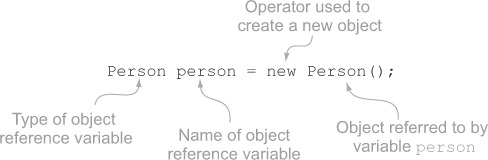 Operator used to
create a new object
Person person = new Person();
Type of object
reference variable
Name of object
reference variable
Object referred to by
variable person